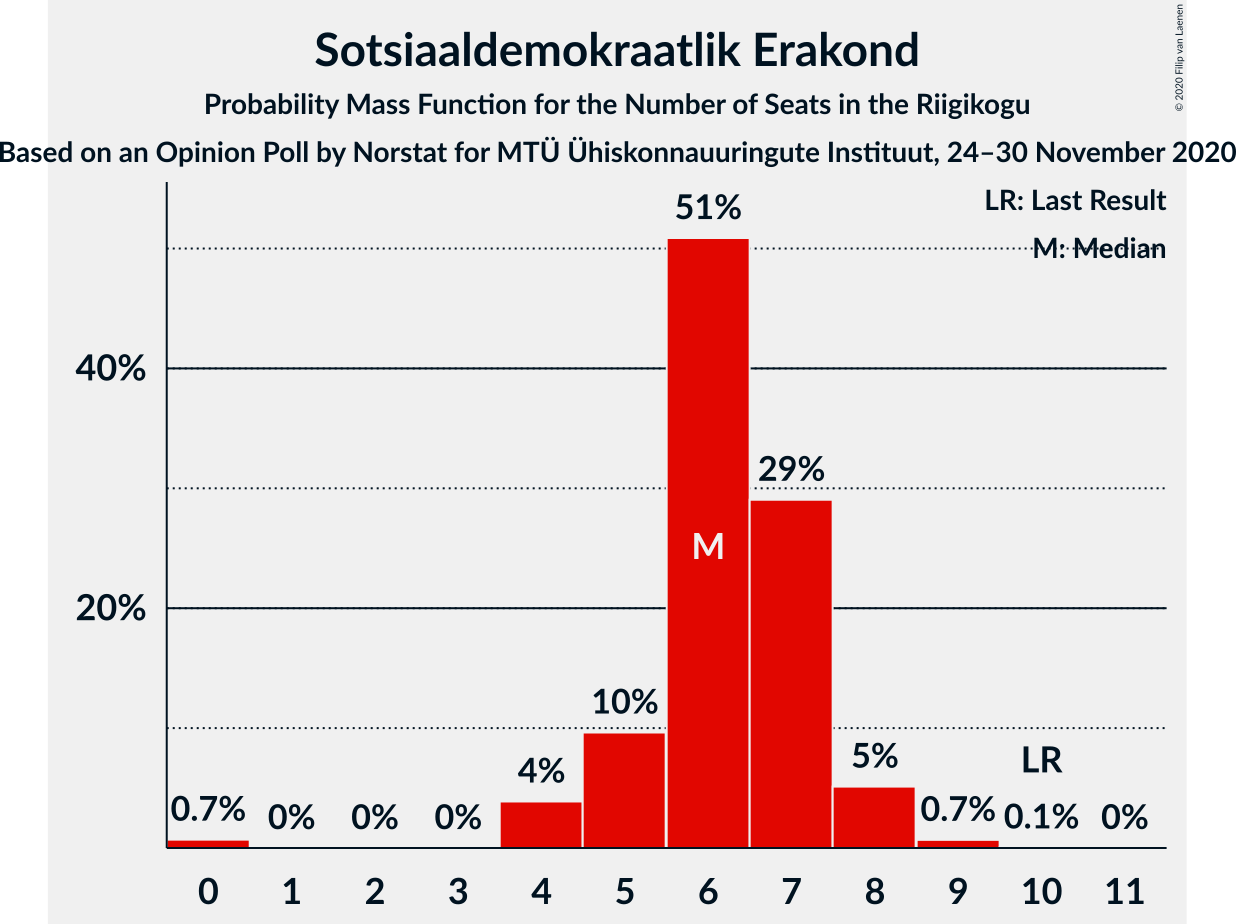 Sotsiaaldemokraatlik Erakond
Probability Mass Function for the Number of Seats in the Riigikogu
Based on an Opinion Poll by Norstat for MTÜ Ühiskonnauuringute Instituut, 24–30 November 2020
© 2020 Filip van Laenen
LR: Last Result
M: Median
51%
40%
29%
M
20%
10%
4%
5%
LR
0.7% 0% 0% 0% 0.7% 0.1% 0%
0 1 2 3 4 5 6 7 8 9 10 11